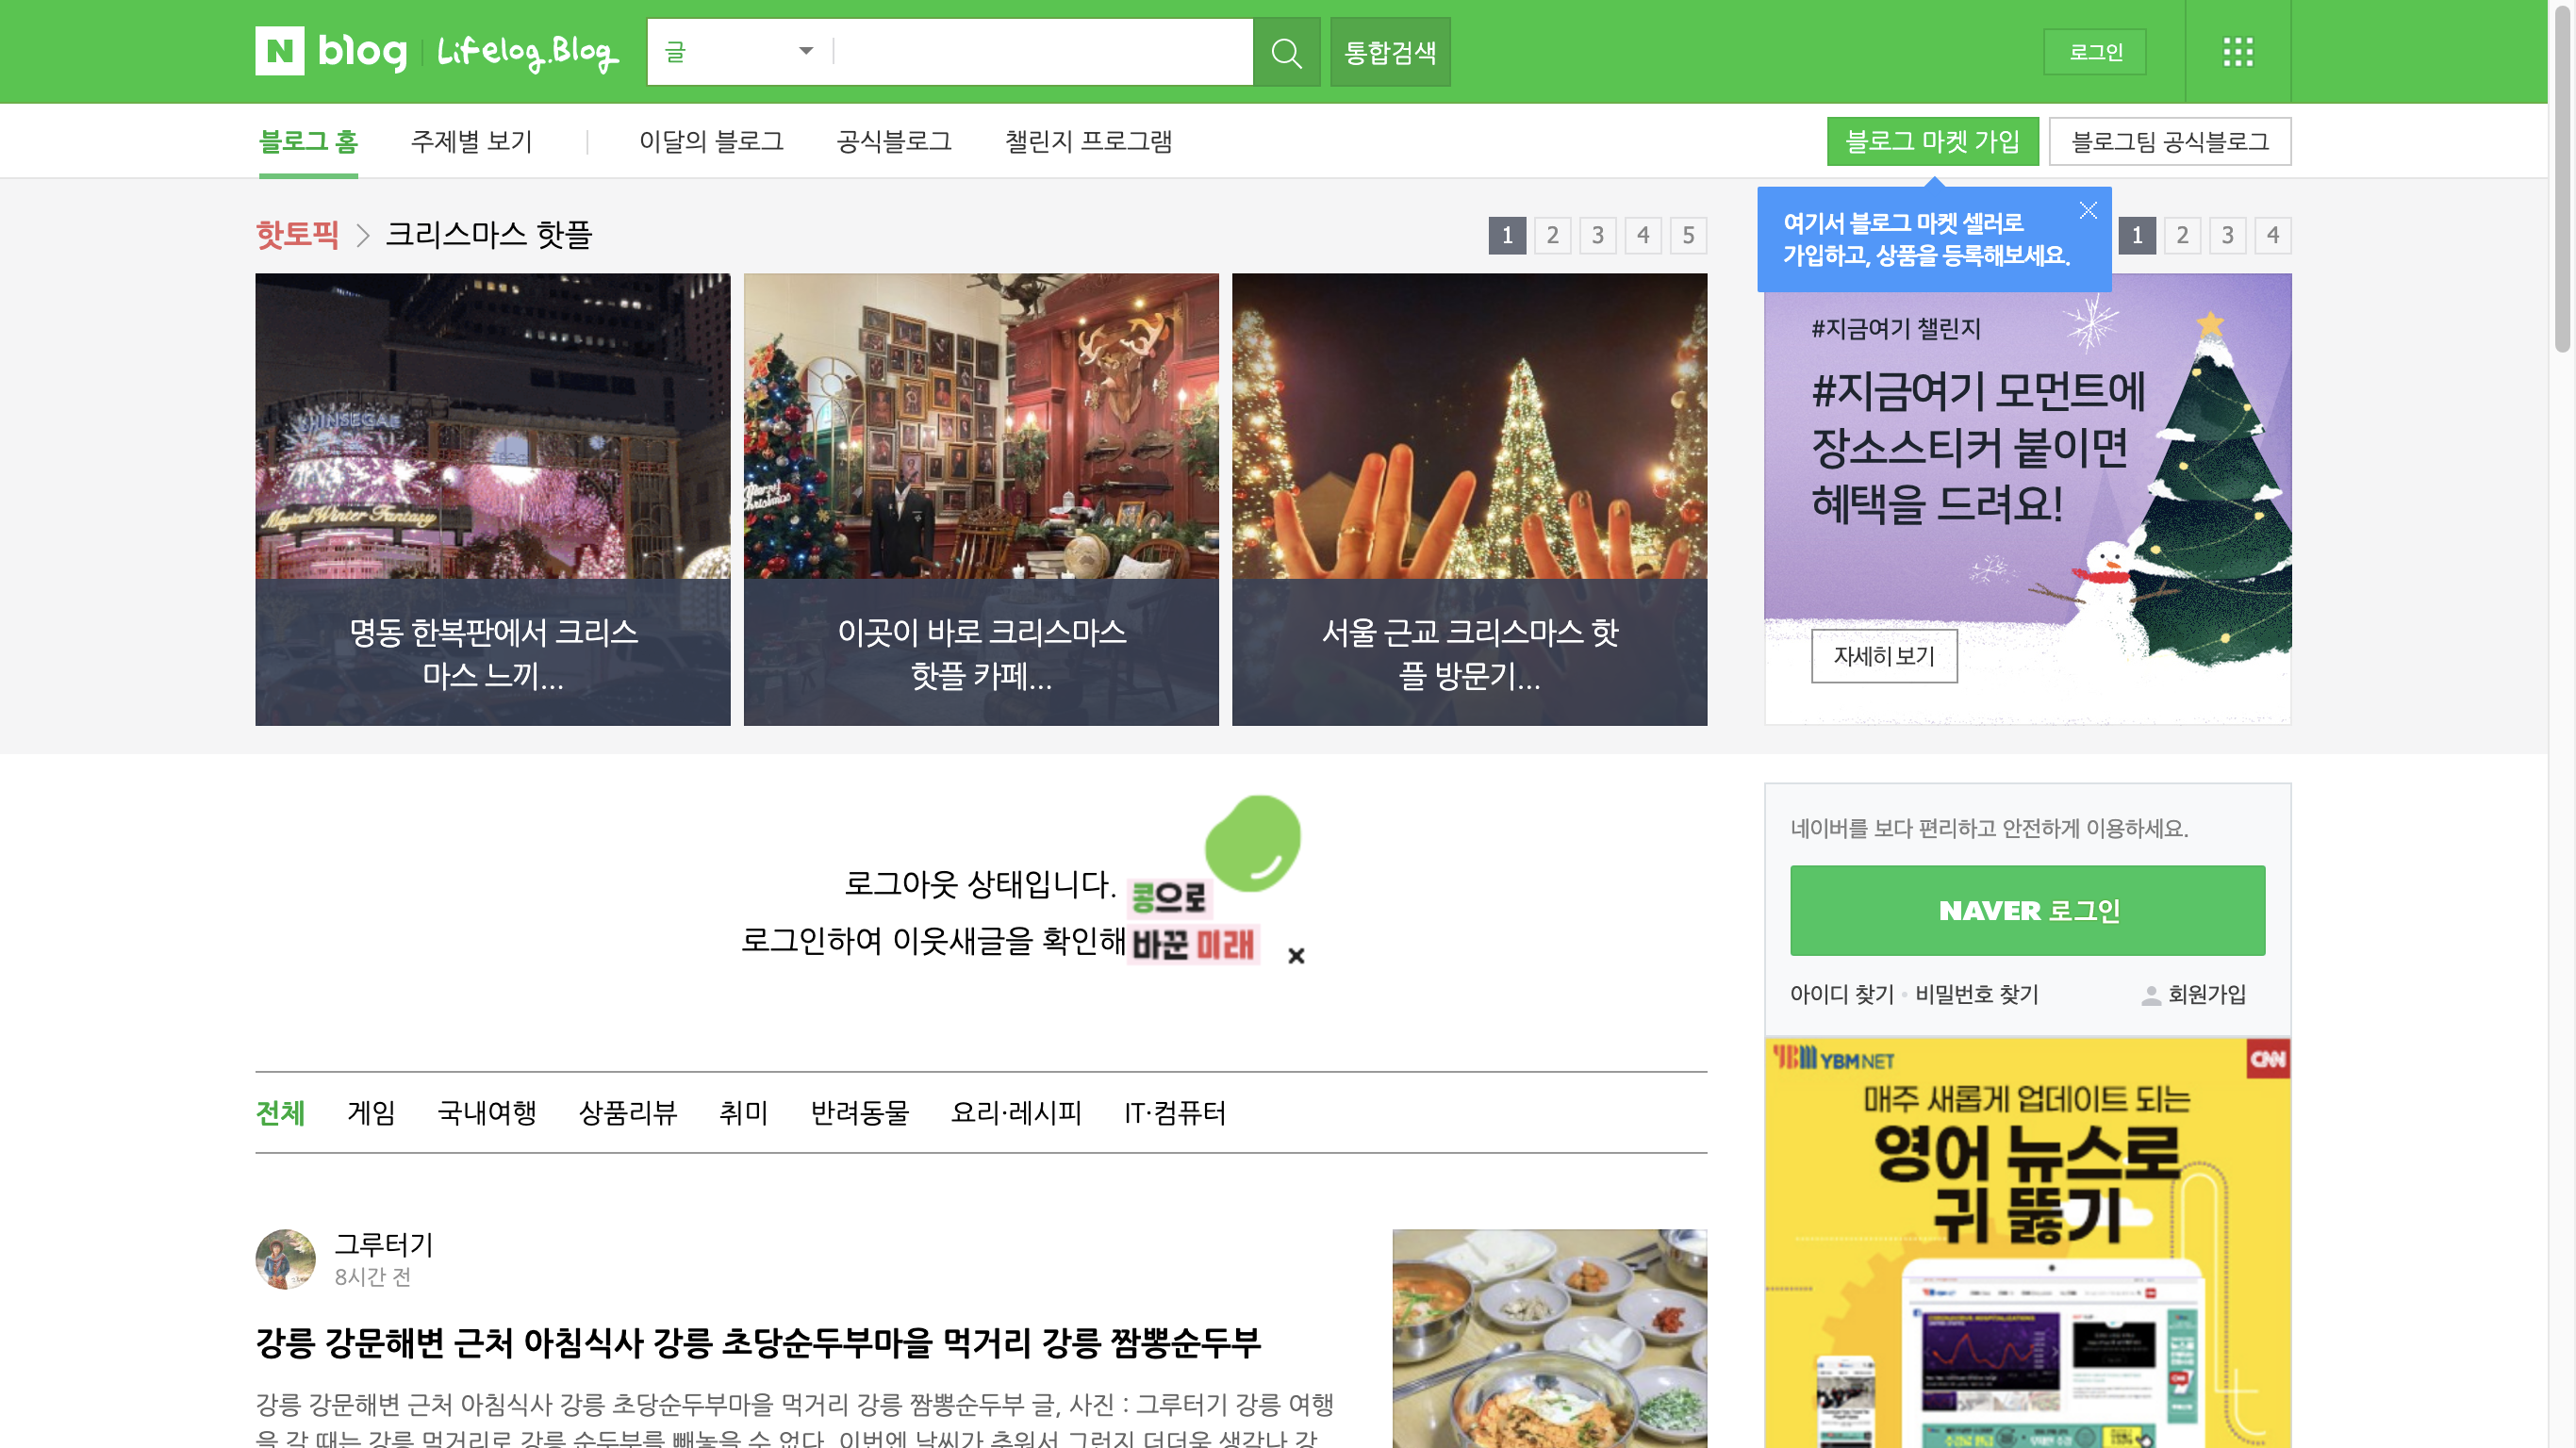 N blog Lifelog.Blog
글
통합검색
로그인
블로그 홈 주제별 보기 이달의 블로그 공식블로그 챌린지 프로그램
블로그 마켓 가입
블로그팀 공식블로그
핫토픽 > 크리스마스 핫플
1 2 3 4 5
여기서 블로그 마켓 셀러로
가입하고, 상품을 등록해보세요.
1 2 3 4
SHINSEGAE
Magical Winter Fantasy
명동 한복판에서 크리스
마스 느끼...
Merry
Christmas
이곳이 바로 크리스마스
핫플 카페...
서울 근교 크리스마스 핫
플 방문기...
#지금여기 챌린지
#지금여기 모먼트에
장소스티커 붙이면
혜택을 드려요!
자세히 보기
로그아웃 상태입니다.
로그인하여 이웃새글을 확인해
콩으로
바꾼 미래
네이버를 보다 편리하고 안전하게 이용하세요.
NAVER 로그인
아이디 찾기 비밀번호 찾기 회원가입
전체 게임 국내여행 상품리뷰 취미 반려동물 요리·레시피 IT·컴퓨터
그루터기
8시간 전
강릉 강문해변 근처 아침식사 강릉 초당순두부마을 먹거리 강릉 짬뽕순두부
강릉 강문해변 근처 아침식사 강릉 초당순두부마을 먹거리 강릉 짬뽕순두부 글, 사진 : 그루터기 강릉 여행
을 갈 때는 강릉 먹거리로 강릉 순두부를 빼놓을 수 없다. 이번엔 날씨가 추워서 그런지 더더욱 생각나 강
YBM YBMNET
CNN
매주 새롭게 업데이트 되는
영어 뉴스로
귀 뚫기